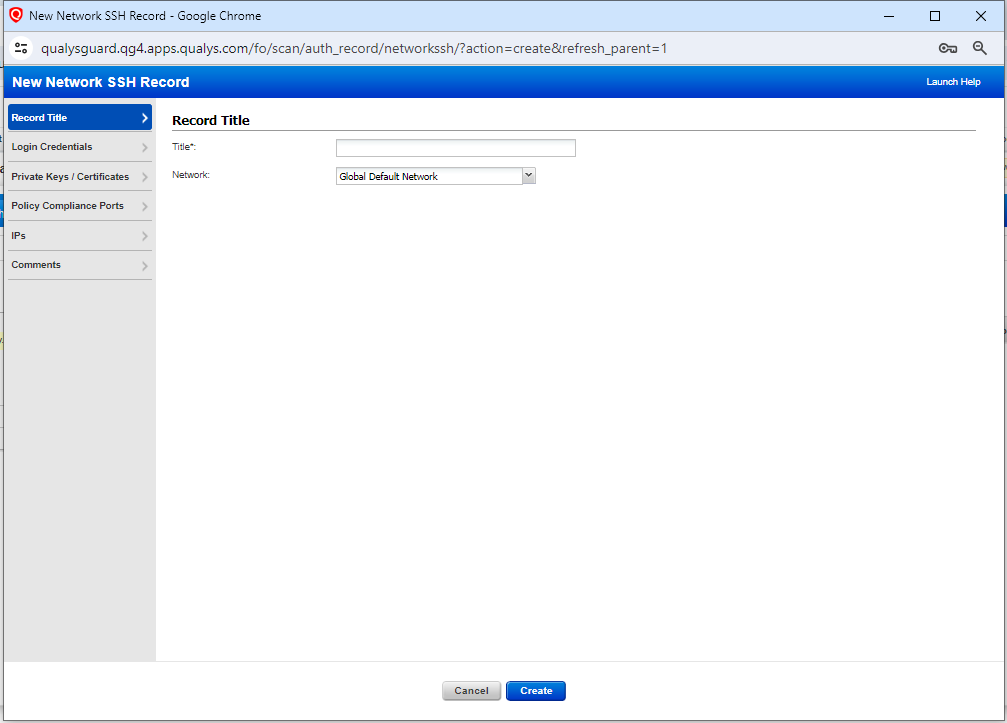 New Network SSH Record - Google Chrome
qualysguard.qg4.apps.qualys.com/fo/scan/auth_record/networkssh/?action=create&refresh_parent=1
New Network SSH Record
Launch Help
Record Title
Login Credentials
Private Keys / Certificates
Policy Compliance Ports
IPs
Comments
Record Title
Title*:
Network:
Global Default Network
Cancel
Create